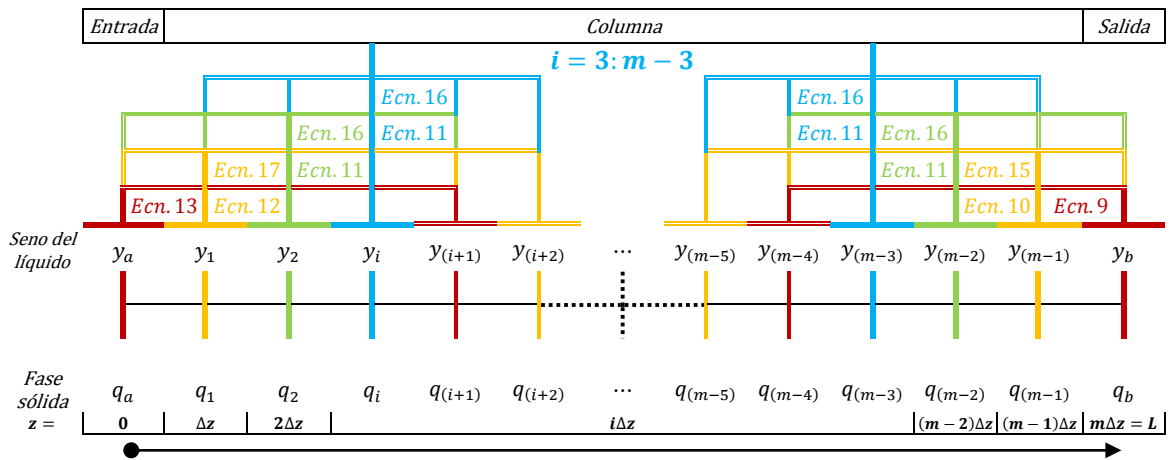 Entrada Columna Salida
i = 3: m − 3
Ecn. 16 Ecn. 16
Ecn. 16 Ecn. 11 Ecn. 11 Ecn. 16
Ecn. 17 Ecn. 11 Ecn. 11 Ecn. 15
Ecn. 13 Ecn. 12 Ecn. 10 Ecn. 9
Seno del
líquido
y_a y_1 y_2 y_i y_(i+1) y_(i+2) ⋯ y_(m−5) y_(m−4) y_(m−3) y_(m−2) y_(m−1) y_b
Fase
sólida
q_a q_1 q_2 q_i q_(i+1) q_(i+2) ⋯ q_(m−5) q_(m−4) q_(m−3) q_(m−2) q_(m−1) q_b
z = 0 Δz 2Δz iΔz (m − 2)Δz (m − 1)Δz mΔz = L